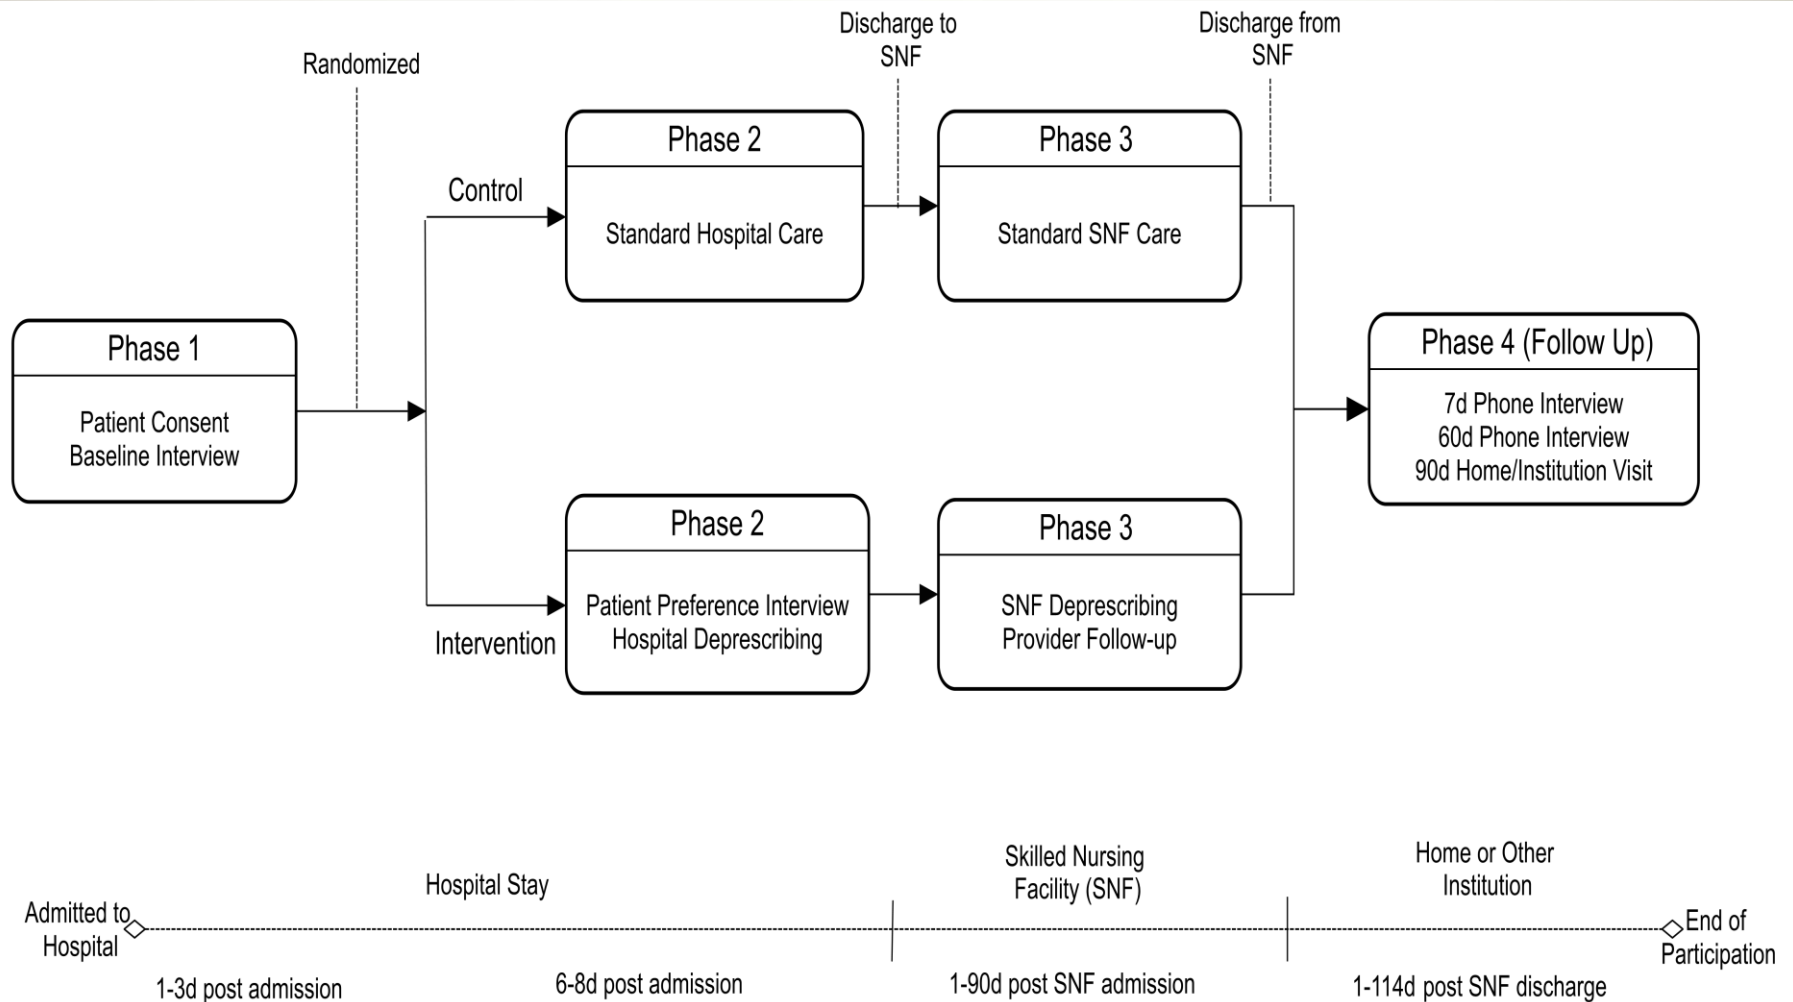 Discharge to
SNF
Discharge from
SNF
Randomized
Phase 2
Standard Hospital Care
Phase 3
Standard SNF Care
Control
Phase 1
Patient Consent
Baseline Interview
Phase 4 (Follow Up)
7d Phone Interview
60d Phone Interview
90d Home/Institution Visit
Intervention
Phase 2
Patient Preference Interview
Hospital Deprescribing
Phase 3
SNF Deprescribing
Provider Follow-up
Admitted to
Hospital
Hospital Stay
Skilled Nursing
Facility (SNF)
Home or Other
Institution
End of
Participation
1-3d post admission
6-8d post admission
1-90d post SNF admission
1-114d post SNF discharge